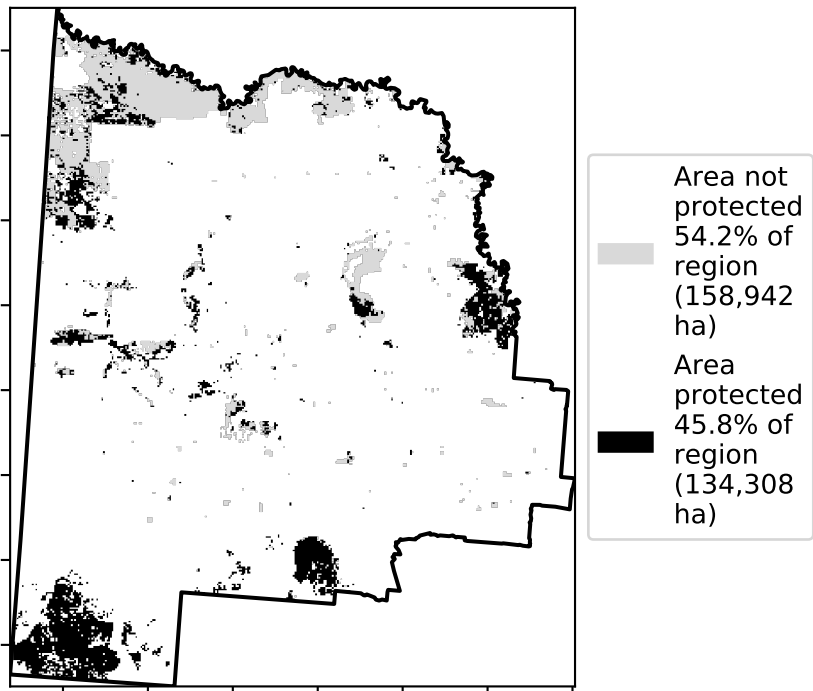 Area not
protected
54.2% of
region
(158,942
ha)
Area
protected
45.8% of
region
(134,308
ha)